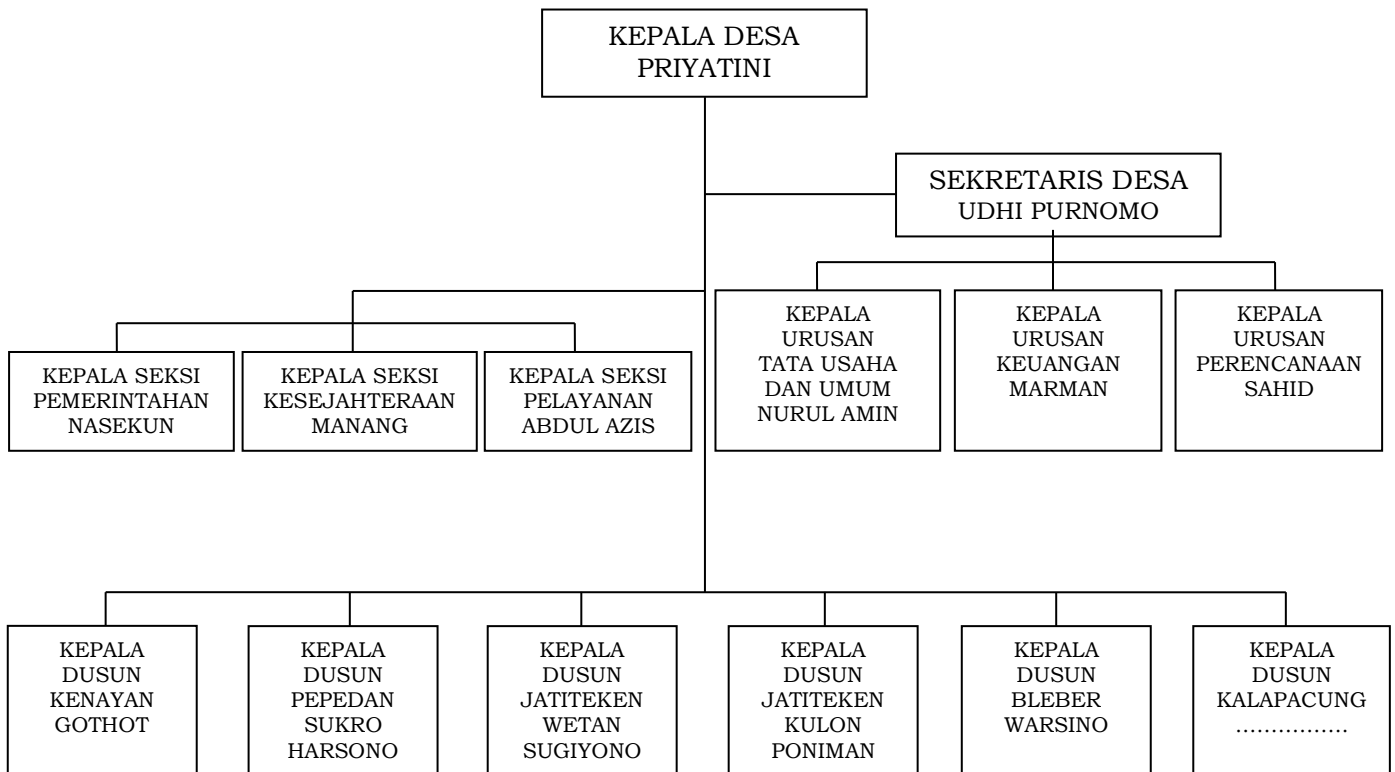 KEPALA DESA
PRIYATINI
SEKRETARIS DESA
UDHI PURNOMO
KEPALA
URUSAN
TATA USAHA
DAN UMUM
NURUL AMIN
KEPALA
URUSAN
KEUANGAN
MARMAN
KEPALA
URUSAN
PERENCANAAN
SAHID
KEPALA SEKSI
PEMERINTAHAN
NASEKUN
KEPALA SEKSI
KESEJAHTERAAN
MANANG
KEPALA SEKSI
PELAYANAN
ABDUL AZIS
KEPALA
DUSUN
KENAYAN
GOTHOT
KEPALA
DUSUN
PEPEDAN
SUKRO
HARSONO
KEPALA
DUSUN
JATITEKEN
WETAN
SUGIYONO
KEPALA
DUSUN
JATITEKEN
KULON
PONIMAN
KEPALA
DUSUN
BLEBER
WARSINO
KEPALA
DUSUN
KALAPACUNG
................